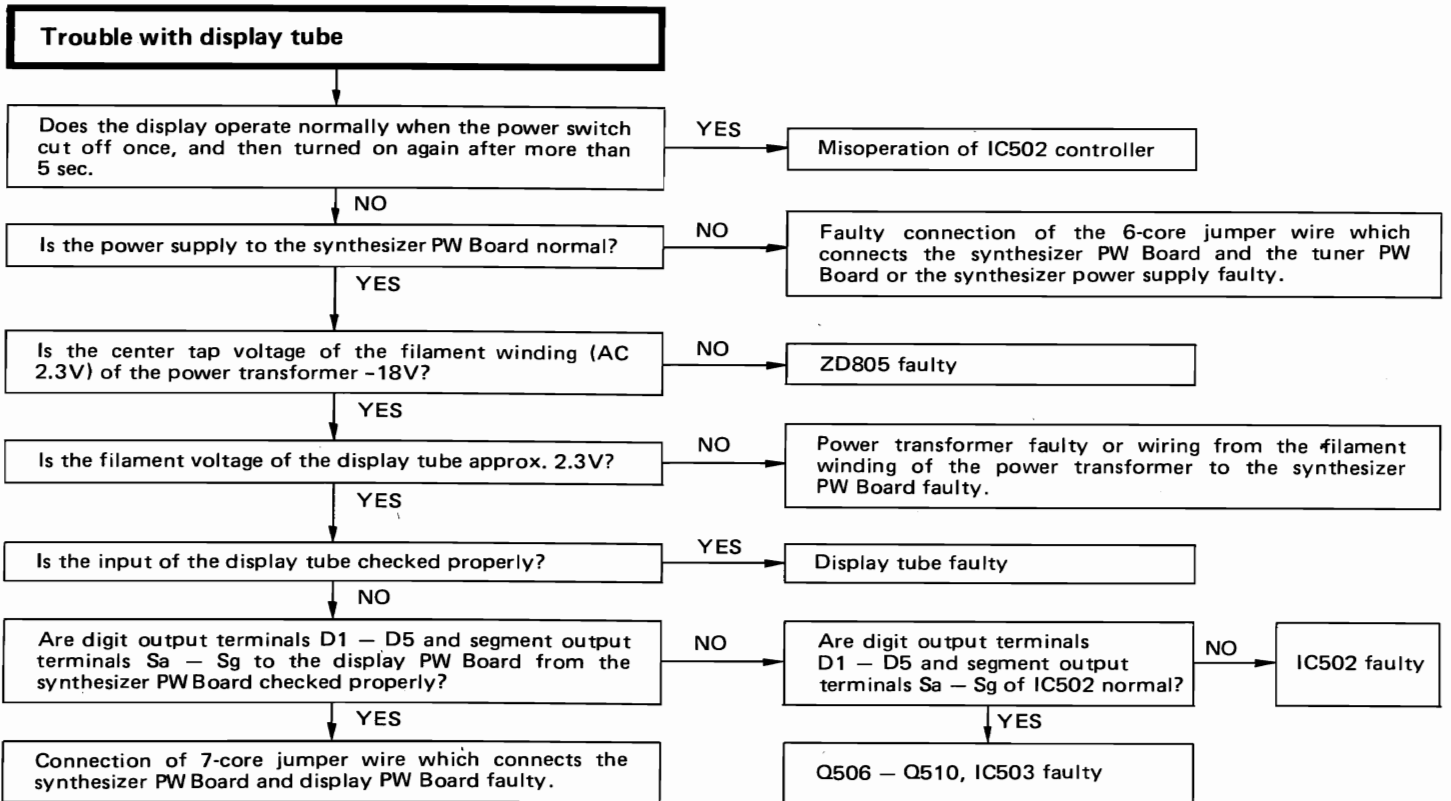 Trouble with display tube
Does the display operate normally when the power switch
cut off once, and then turned on again after more than
5 sec.
YES
Misoperation of IC502 controller
NO
Is the power supply to the synthesizer PW Board normal?
NO
Faulty connection of the 6-core jumper wire which
connects the synthesizer PW Board and the tuner PW
Board or the synthesizer power supply faulty.
YES
Is the center tap voltage of the filament winding (AC
2.3V) of the power transformer -18V?
NO
ZD805 faulty
YES
Is the filament voltage of the display tube approx. 2.3V?
NO
Power transformer faulty or wiring from the filament
winding of the power transformer to the synthesizer
PW Board faulty.
YES
Is the input of the display tube checked properly?
YES
Display tube faulty
NO
Are digit output terminals D1 — D5 and segment output
terminals Sa — Sg to the display PW Board from the
synthesizer PW Board checked properly?
NO
Are digit output terminals
D1 — D5 and segment output
terminals Sa — Sg of IC502 normal?
NO
IC502 faulty
YES
Connection of 7-core jumper wire which connects the
synthesizer PW Board and display PW Board faulty.
YES
Q506 — Q510, IC503 faulty